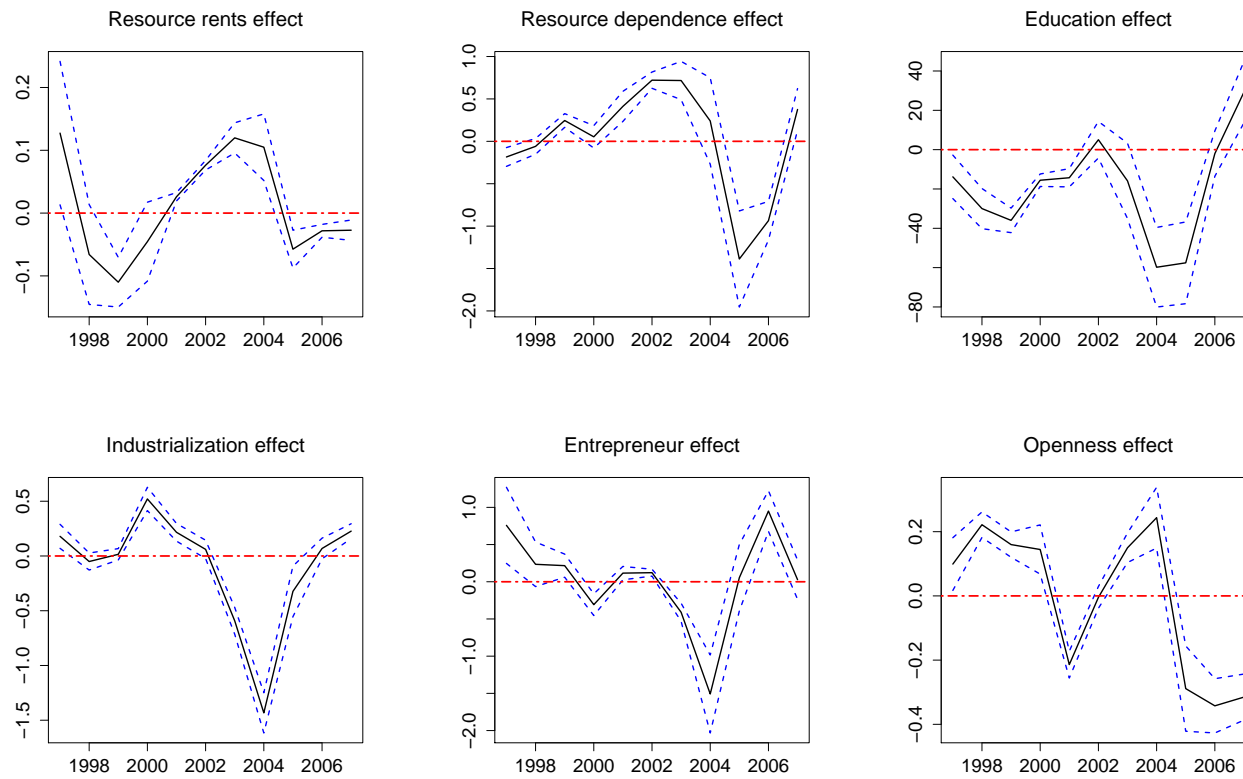 Resource rents effect
0.2
0.1
0.0
−0.1
1998 2000 2002 2004 2006
Resource dependence effect
1.0
0.5
0.0
−1.0
−2.0
1998 2000 2002 2004 2006
Education effect
40
20
0
−40
−80
1998 2000 2002 2004 2006
Industrialization effect
0.5
0.0
−0.5
−1.0
−1.5
1998 2000 2002 2004 2006
Entrepreneur effect
1.0
0.0
−1.0
−2.0
1998 2000 2002 2004 2006
Openness effect
0.2
0.0
−0.2
−0.4
1998 2000 2002 2004 2006